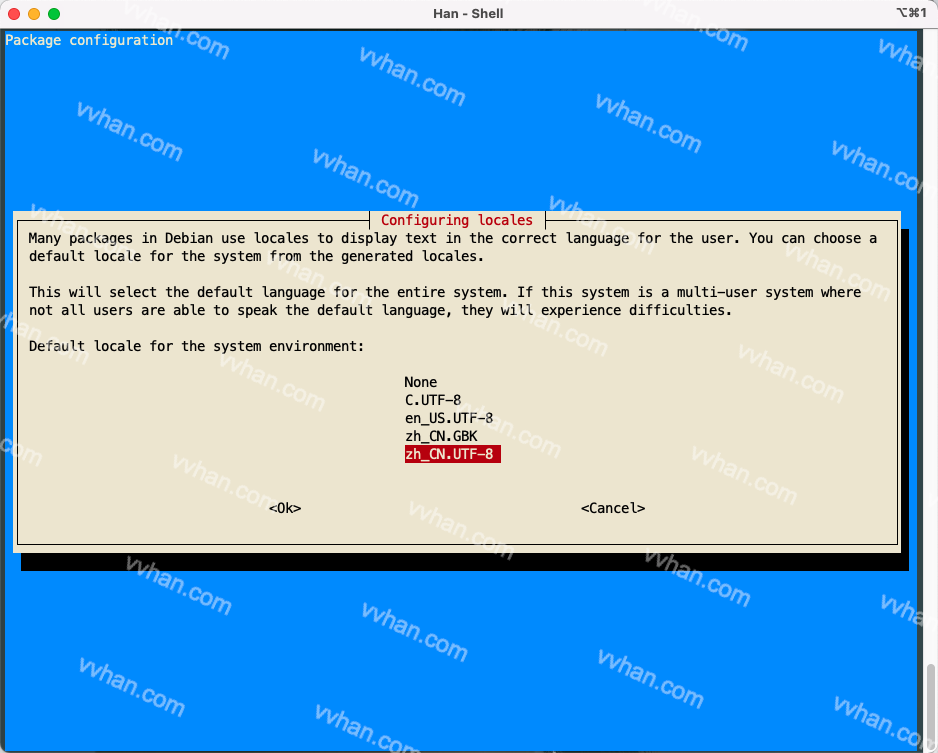 Han - Shell
⌥⌘1
Package configuration
Configuring locales
Many packages in Debian use locales to display text in the correct language for the user. You can choose a
default locale for the system from the generated locales.
This will select the default language for the entire system. If this system is a multi-user system where
not all users are able to speak the default language, they will experience difficulties.
Default locale for the system environment:
None
C.UTF-8
en_US.UTF-8
zh_CN.GBK
zh_CN.UTF-8
<Ok>
<Cancel>
vvhan.com